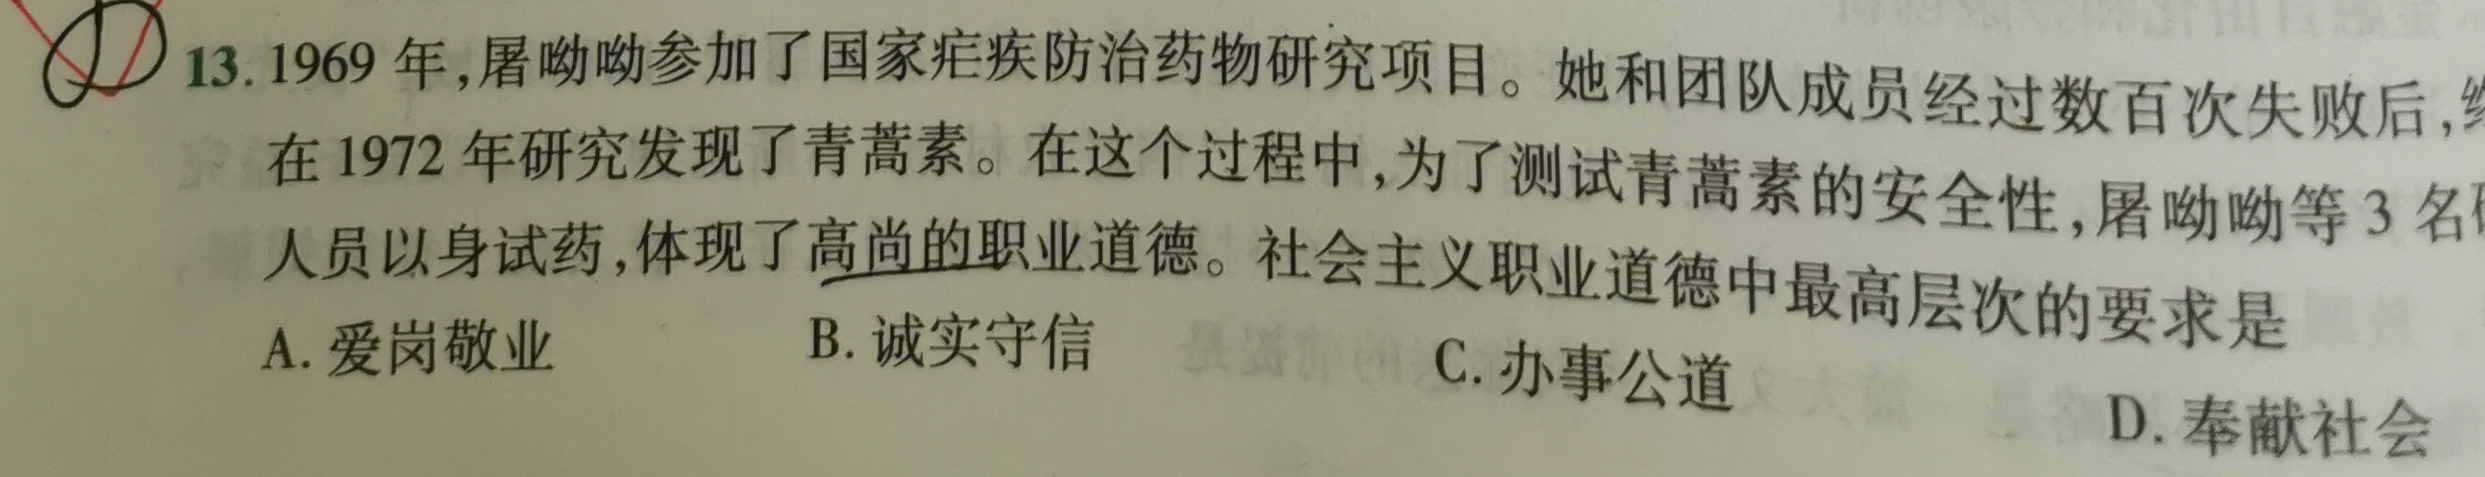 D 13. 1969 年,屠呦呦参加了国家疟疾防治药物研究项目。她和团队成员经过数百次失败后,
在 1972 年研究发现了青蒿素。在这个过程中,为了测试青蒿素的安全性,屠呦呦等 3 名
人员以身试药,体现了高尚的职业道德。社会主义职业道德中最高层次的要求是
A. 爱岗敬业 B. 诚实守信 C. 办事公道 D. 奉献社会